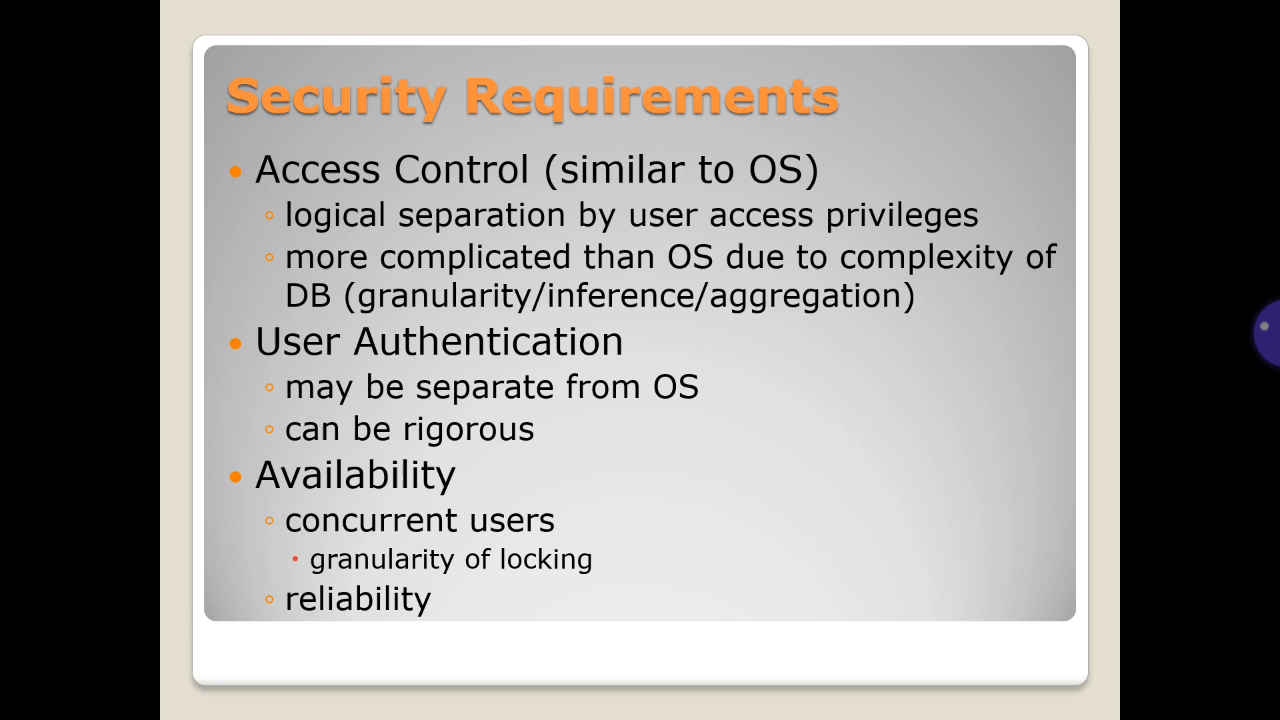 Security Requirements
Access Control (similar to OS)
logical separation by user access privileges
more complicated than OS due to complexity of
DB (granularity/inference/aggregation)
User Authentication
may be separate from OS
can be rigorous
Availability
concurrent users
granularity of locking
reliability